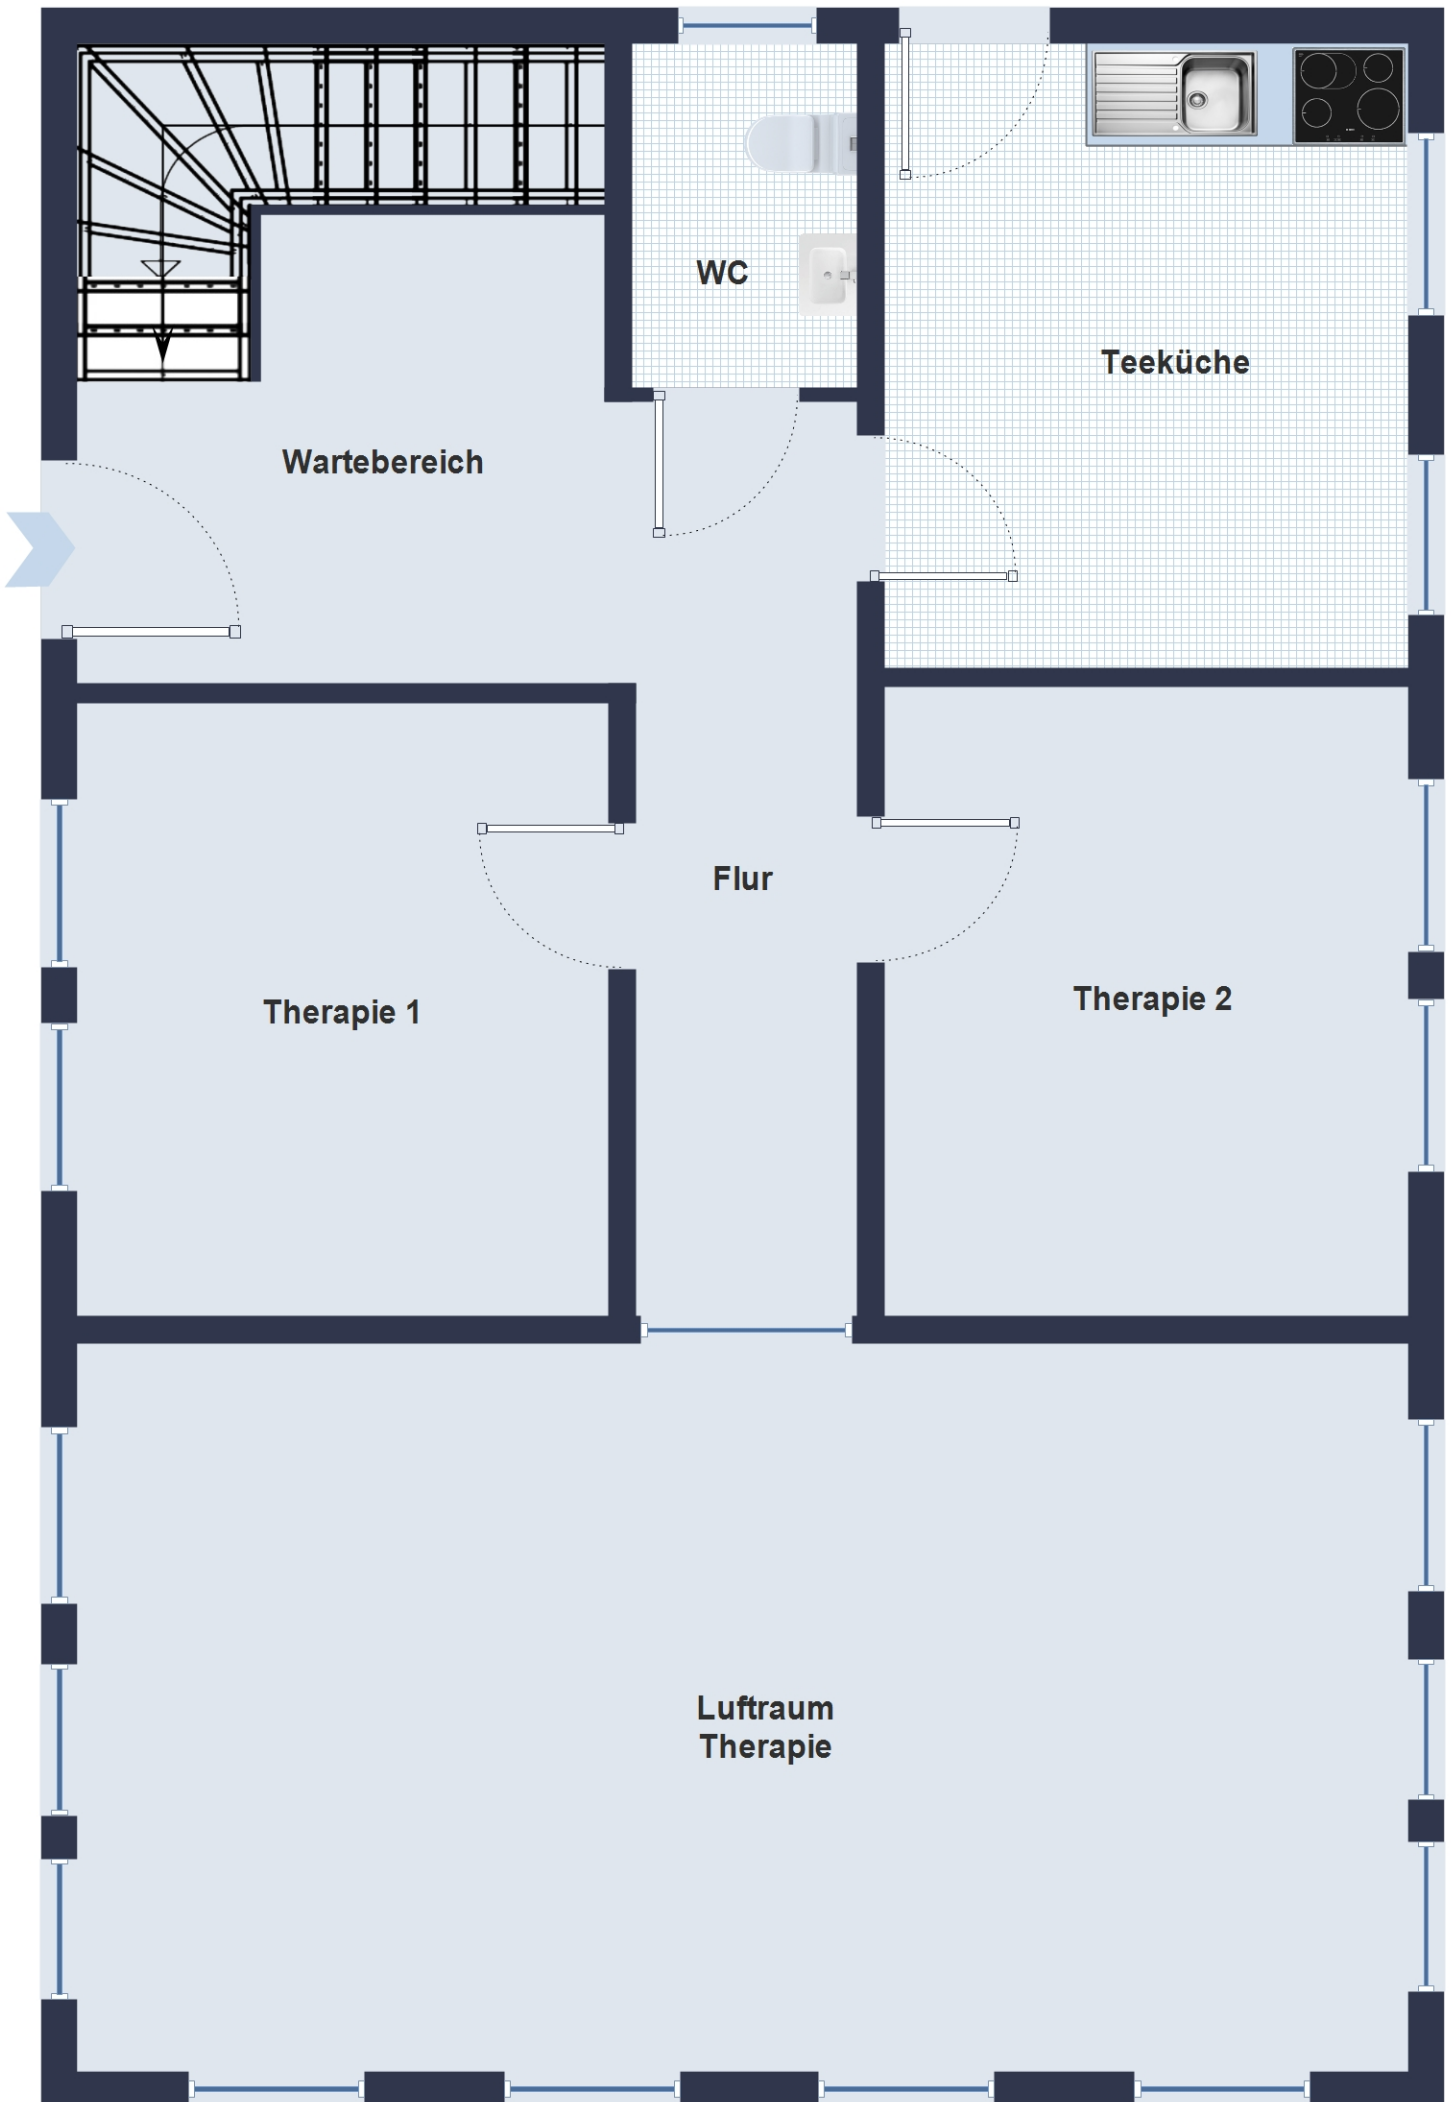 WC
Teeküche
Wartebereich
Flur
Therapie 1
Therapie 2
Luftraum
Therapie